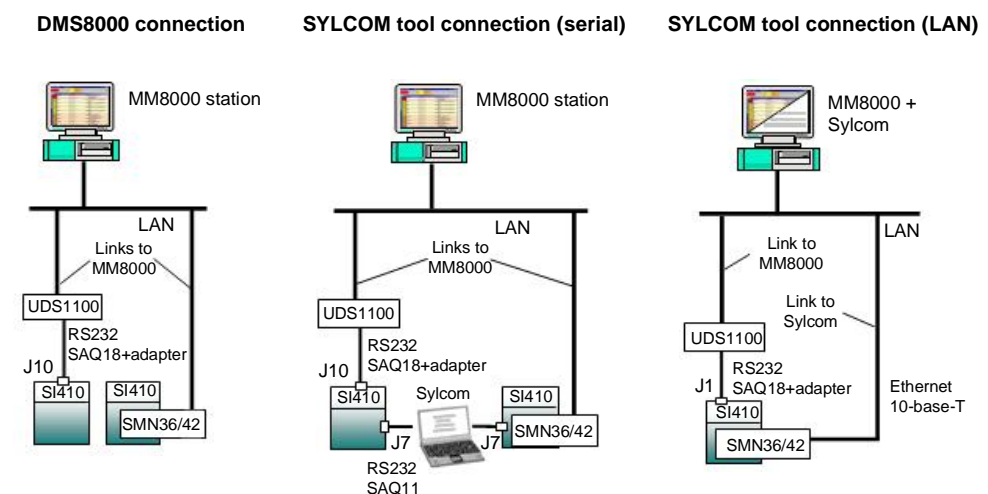 DMS8000 connection
SYLCOM tool connection (serial)
SYLCOM tool connection (LAN)
MM8000 station
LAN
Links to
MM8000
UDS1100
RS232
SAQ18+adapter
J10
SI410
SI410
SMN36/42
MM8000 station
LAN
Links to
MM8000
UDS1100
RS232
SAQ18+adapter
J10
SI410
Sylcom
SI410
SMN36/42
J7
J7
RS232
SAQ11
MM8000 +
Sylcom
LAN
Link to
MM8000
Link to
Sylcom
UDS1100
RS232
SAQ18+adapter
J1
SI410
SMN36/42
Ethernet
10-base-T